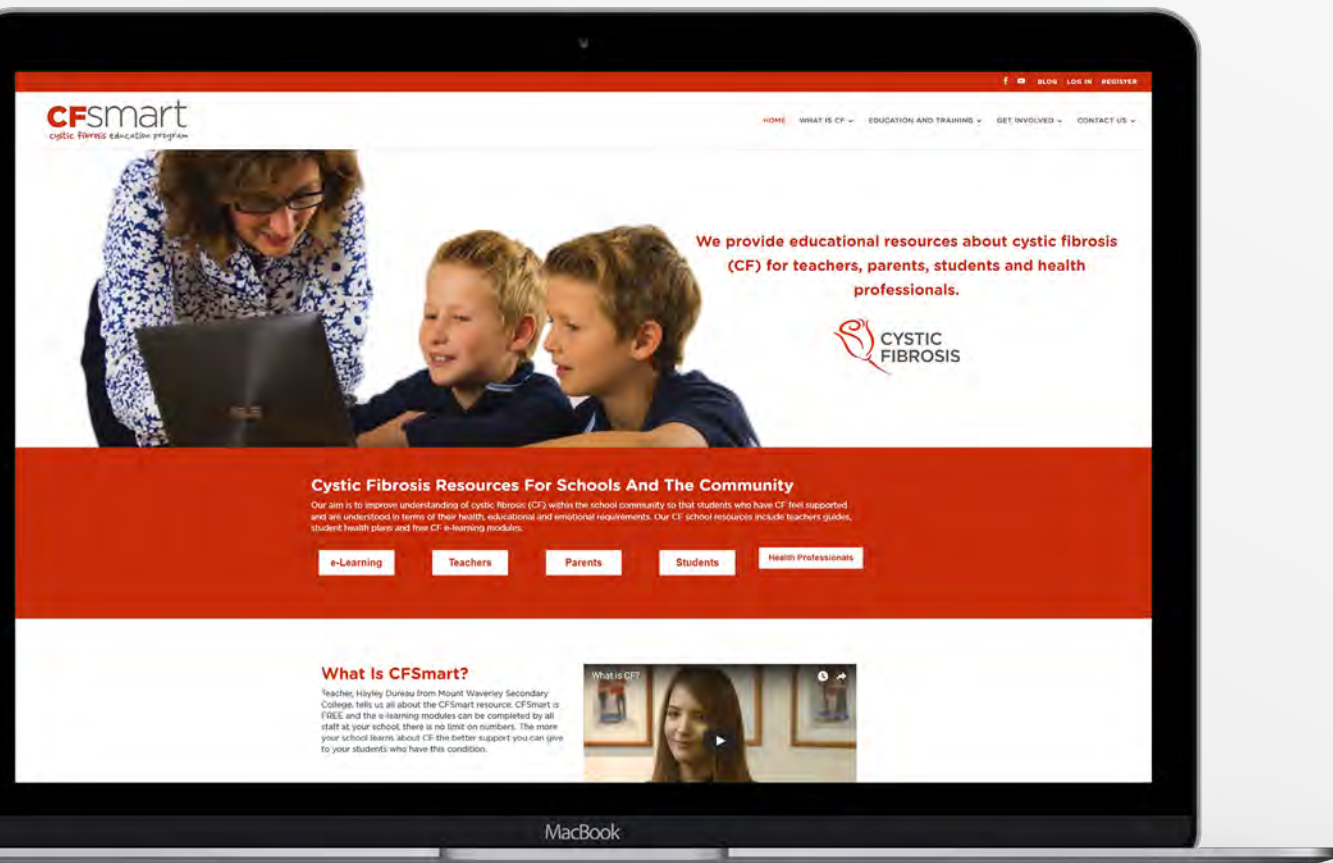 BLOG LOG IN REGISTER
CFsmart
cystic fibrosis education program
HOME WHAT IS CF EDUCATION AND TRAINING GET INVOLVED CONTACT US
We provide educational resources about cystic fibrosis
(CF) for teachers, parents, students and health
professionals.
CYSTIC
FIBROSIS
ASUS
Cystic Fibrosis Resources For Schools And The Community
Our aim is to improve understanding of cystic fibrosis (CF) within the school community so that students who have CF feel supported
and are understood in terms of their health, educational and emotional requirements. Our CF school resources include teachers guides,
student health plans and free CF e-learning modules.
e-Learning Teachers Parents Students Health Professionals
What Is CFSmart?
Teacher, Hayley Dureau from Mount Waverley Secondary
College, tells us all about the CFSmart resource. CFSmart is
FREE and the e-learning modules can be completed by all
staff at your school, there is no limit on numbers. The more
your school learns about CF the better support you can give
to your students who have this condition.
What is CF?
MacBook